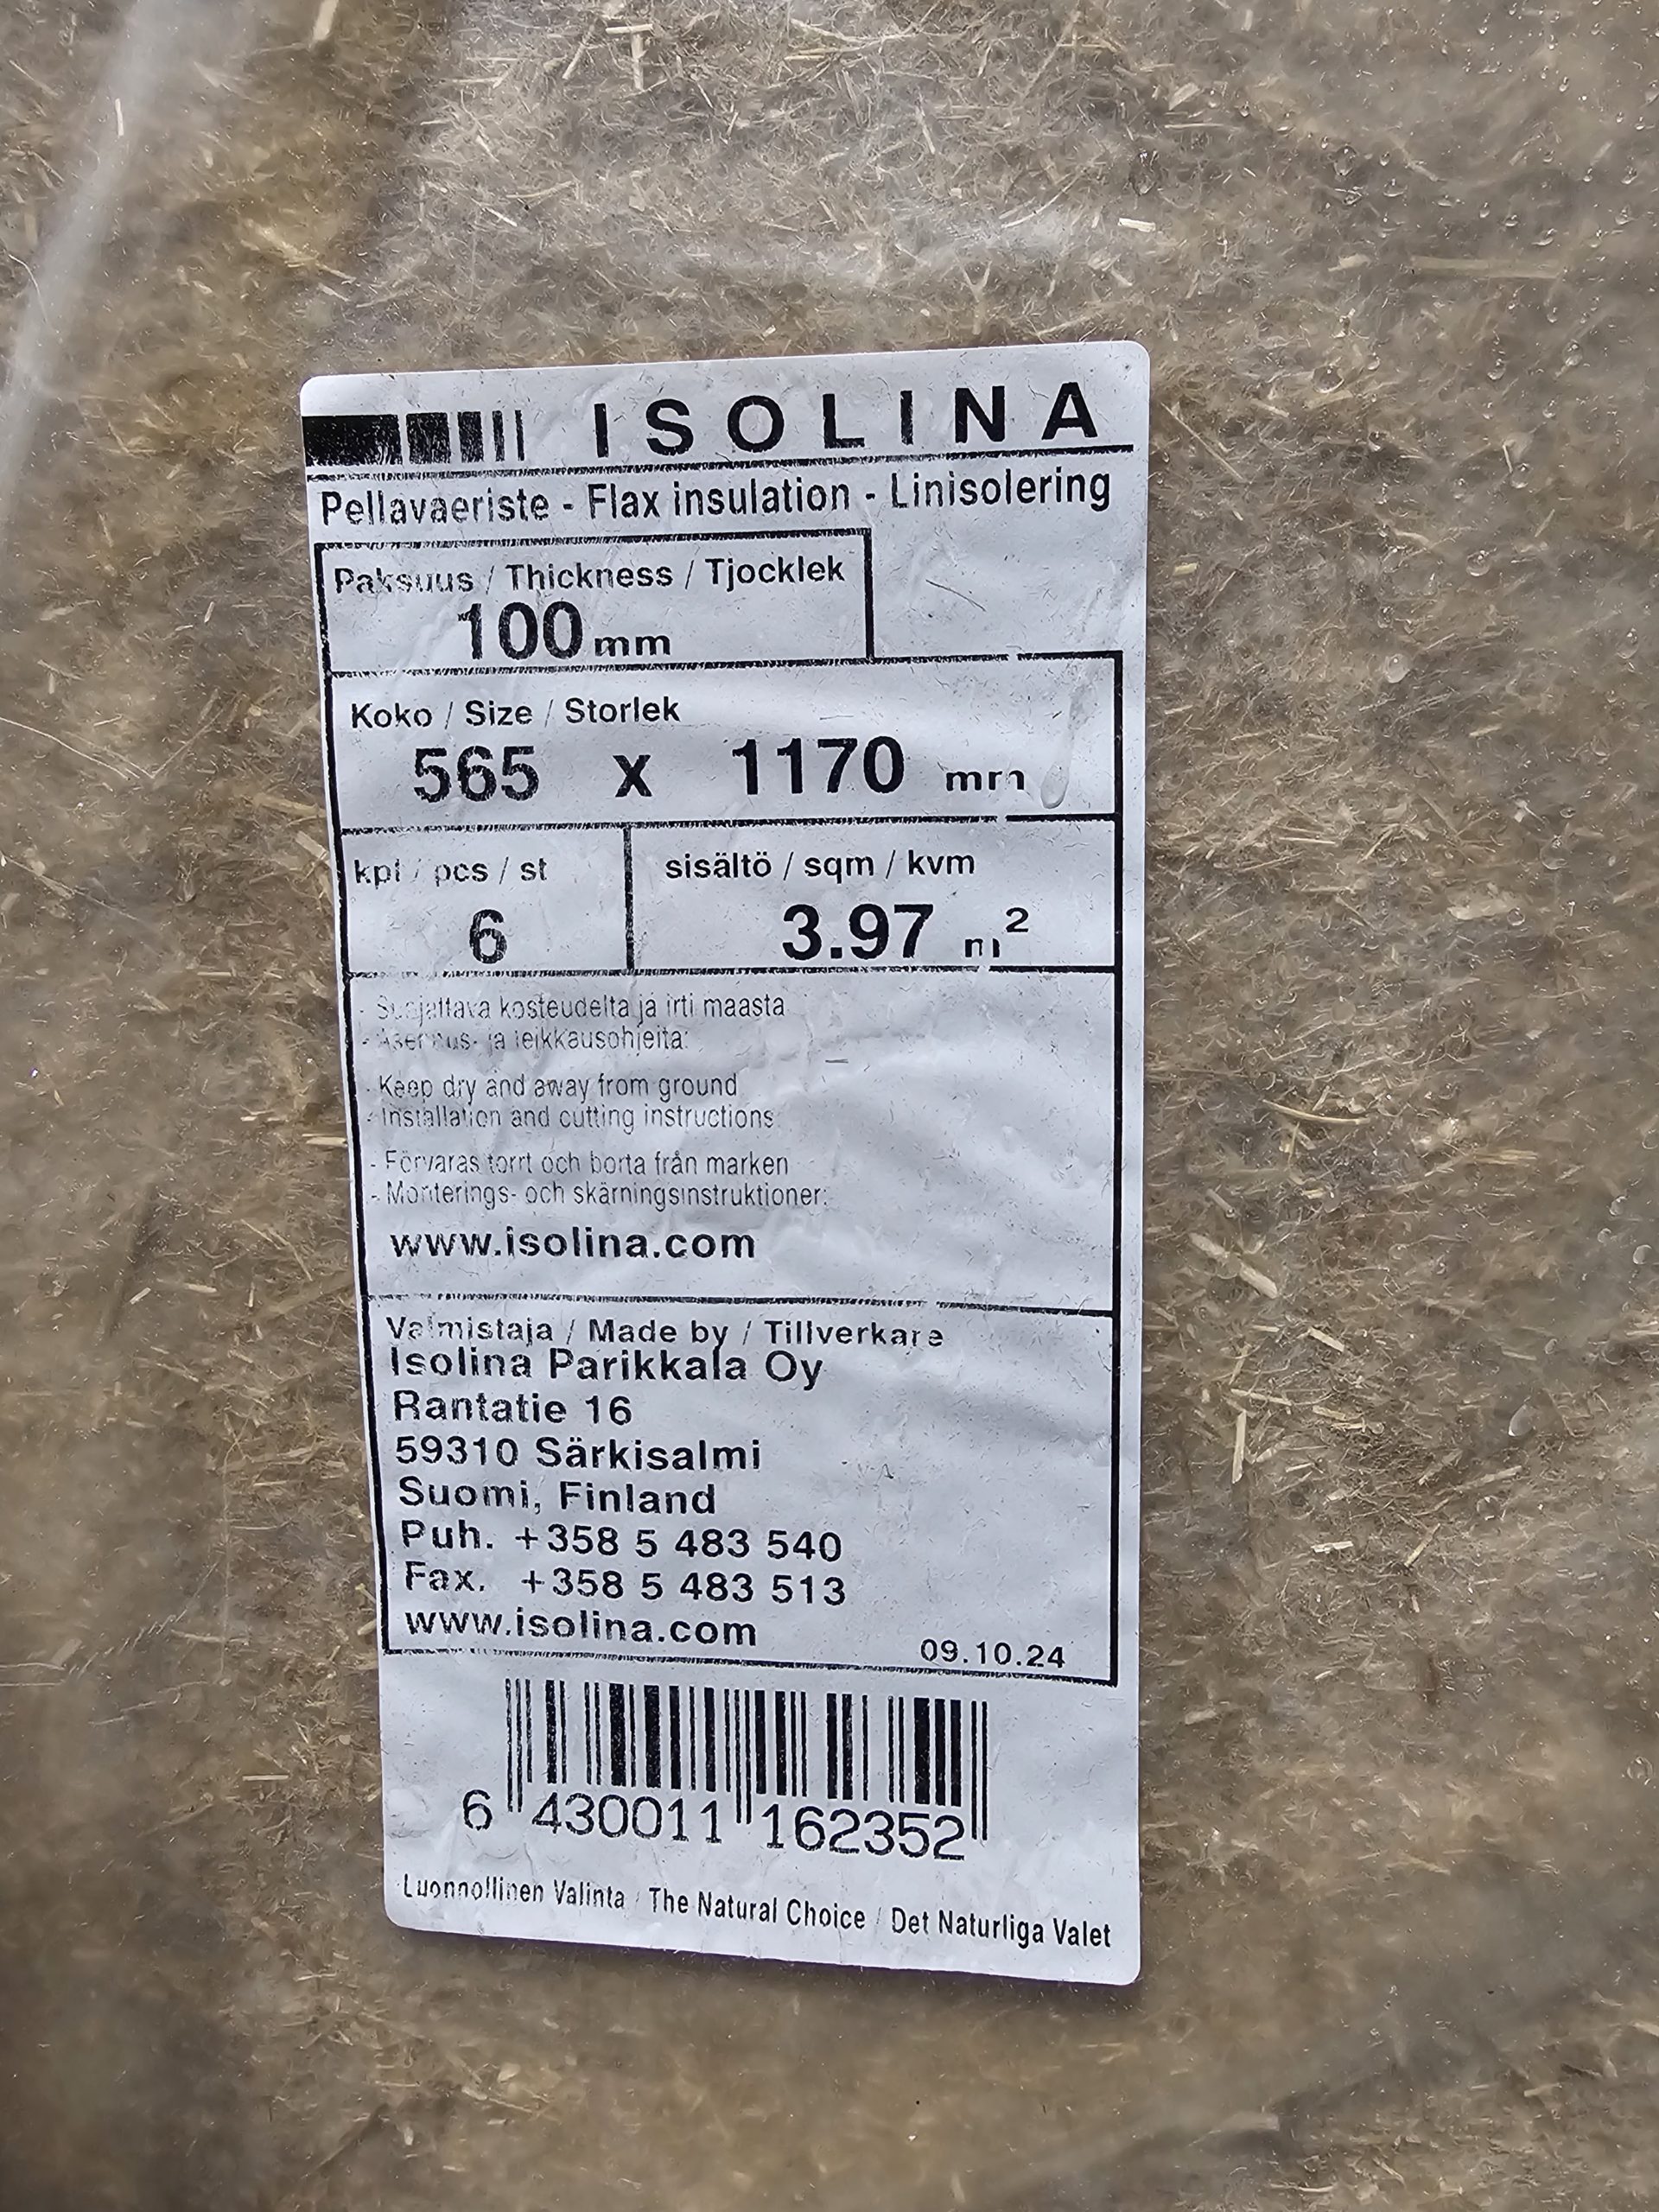 ISOLINA
Pellavaeriste - Flax insulation - Linisolering
Paksuus / Thickness / Tjocklek
100 mm
Koko / Size / Storlek
565 x 1170 mm
kpl / pcs / st
6
sisältö / sqm / kvm
3.97 m²
- Suojattava kosteudelta ja irti maasta
- Asennus- ja leikkausohjeita:
- Keep dry and away from ground
- Installation and cutting instructions
- Förvaras torrt och borta från marken
- Monterings- och skärningsinstruktioner:
www.isolina.com
Valmistaja / Made by / Tillverkare
Isolina Parikkala Oy
Rantatie 16
59310 Särkisalmi
Suomi, Finland
Puh. +358 5 483 540
Fax. +358 5 483 513
www.isolina.com
09.10.24
6 430011 162352
Luonnollinen Valinta / The Natural Choice / Det Naturliga Valet